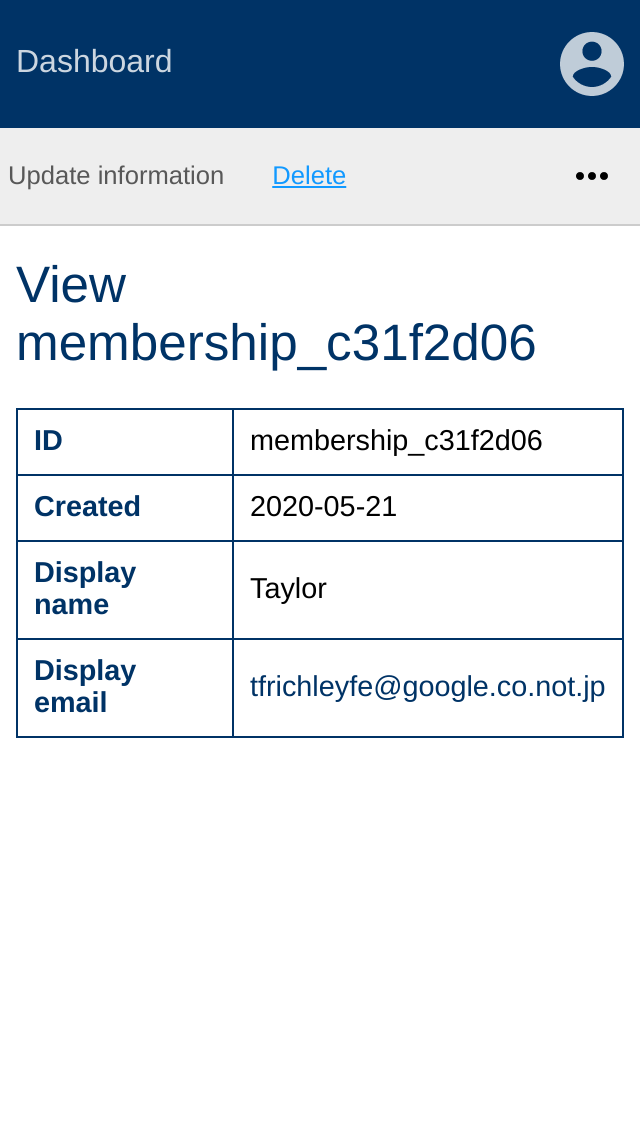 Dashboard
Update information Delete •••
View
membership_c31f2d06
ID membership_c31f2d06
Created 2020-05-21
Display
name
Taylor
Display
email
tfrichleyfe@google.co.not.jp